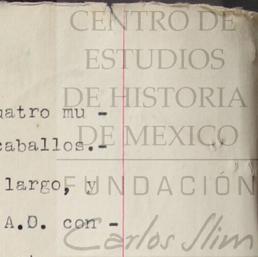 CENTRO DE
ESTUDIOS
DE HISTORIA
DE MEXICO
FUNDACIÓN
Carlos Slim
uatro mu -
caballos.-
largo, y
A.O. con -